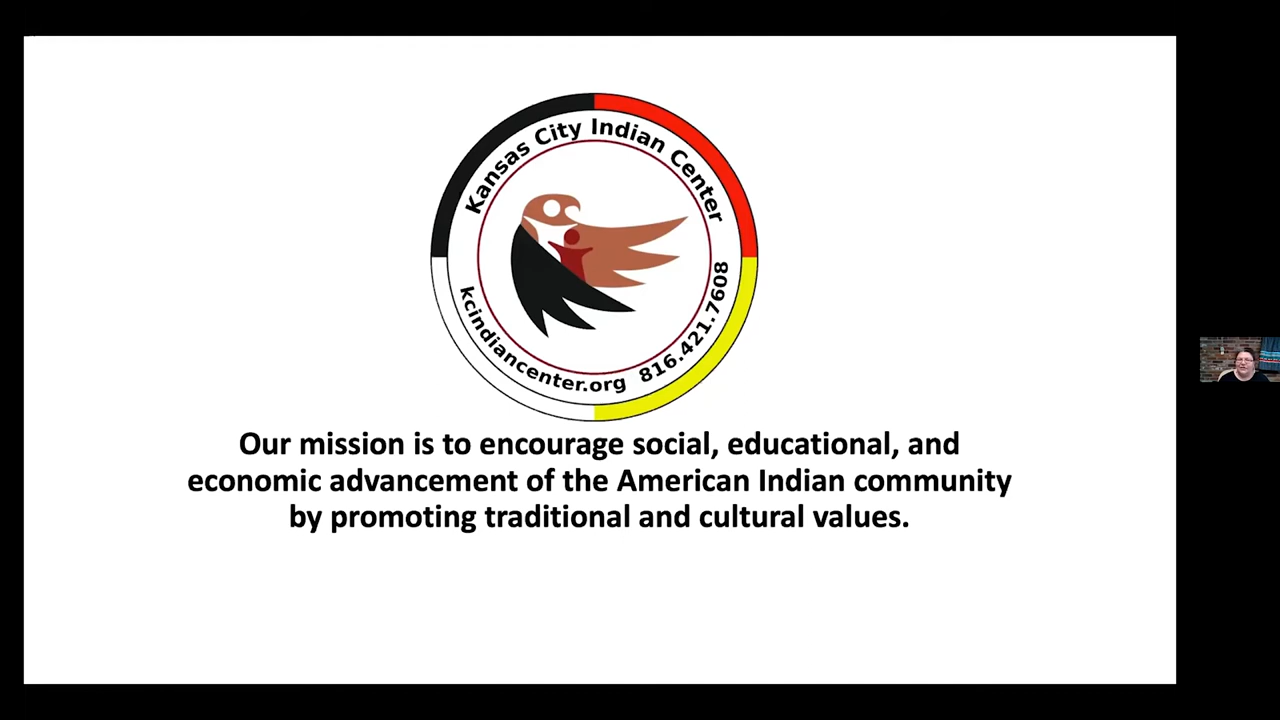 Kansas City Indian Center
kcindiancenter.org 816.421.7608
Our mission is to encourage social, educational, and
economic advancement of the American Indian community
by promoting traditional and cultural values.